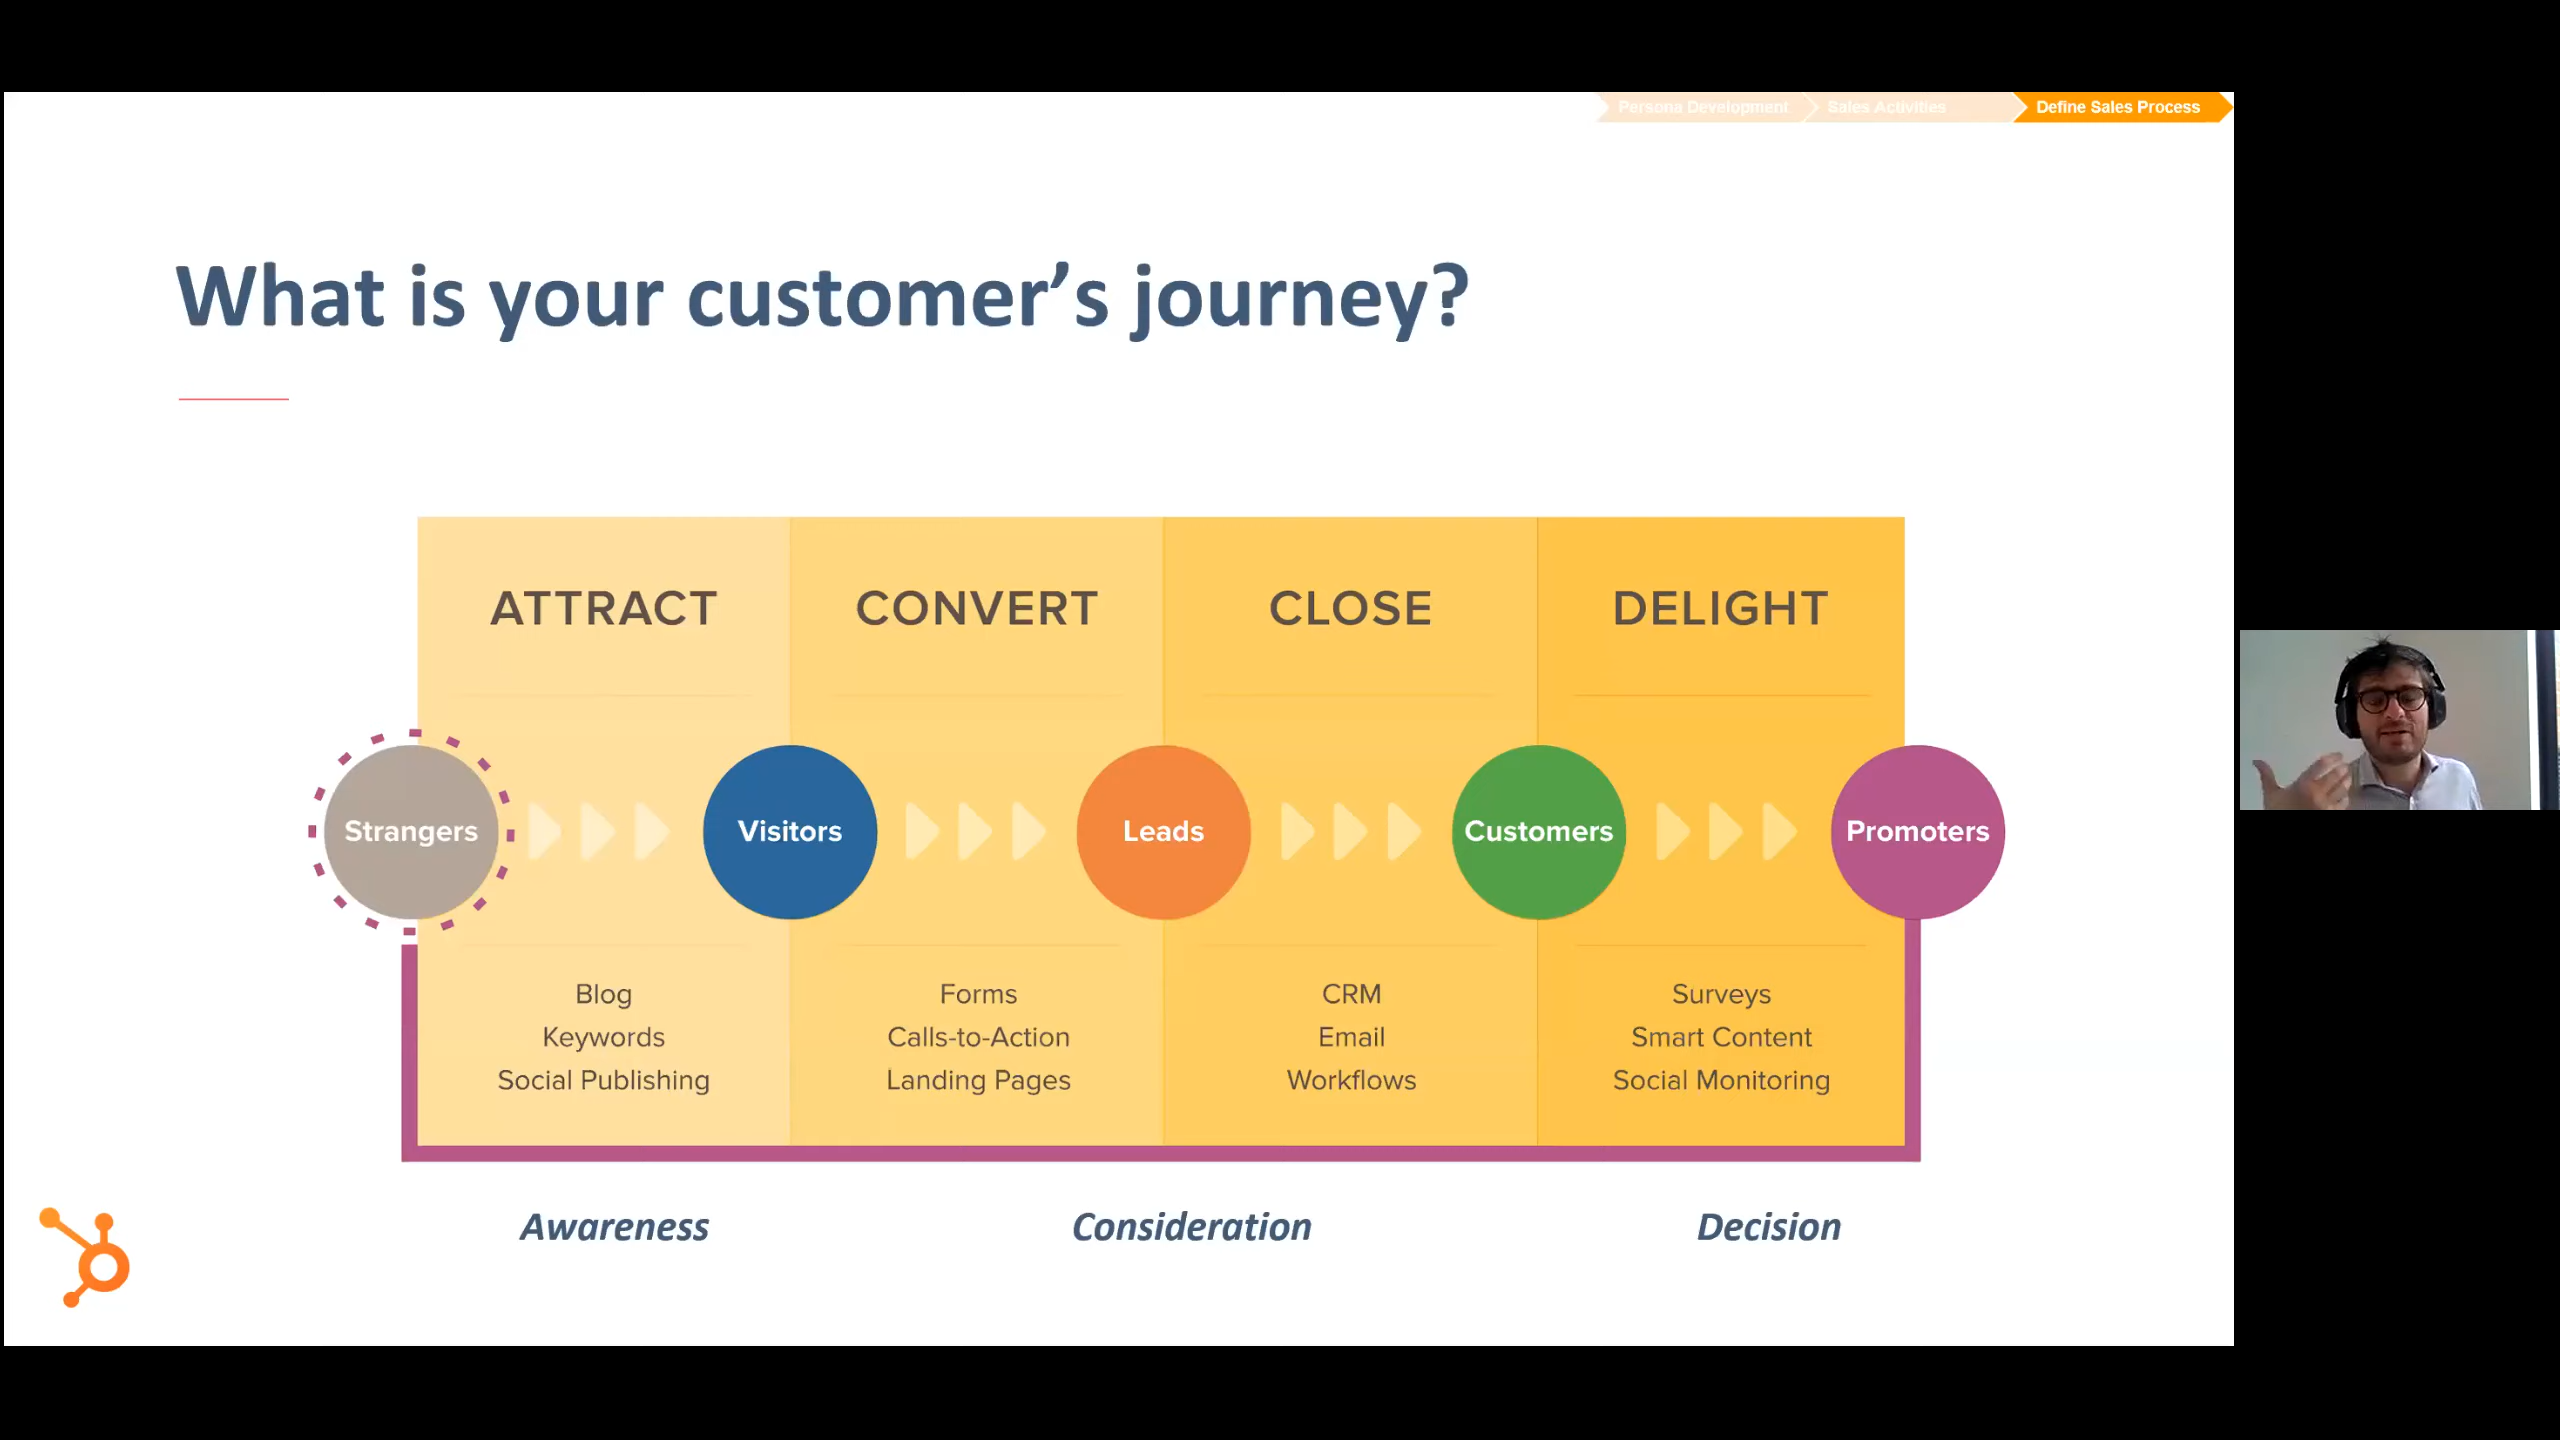 Persona Development
Sales Activities
Define Sales Process
What is your customer’s journey?
ATTRACT
CONVERT
CLOSE
DELIGHT
Strangers
Visitors
Leads
Customers
Promoters
Blog
Keywords
Social Publishing
Forms
Calls-to-Action
Landing Pages
CRM
Email
Workflows
Surveys
Smart Content
Social Monitoring
Awareness
Consideration
Decision